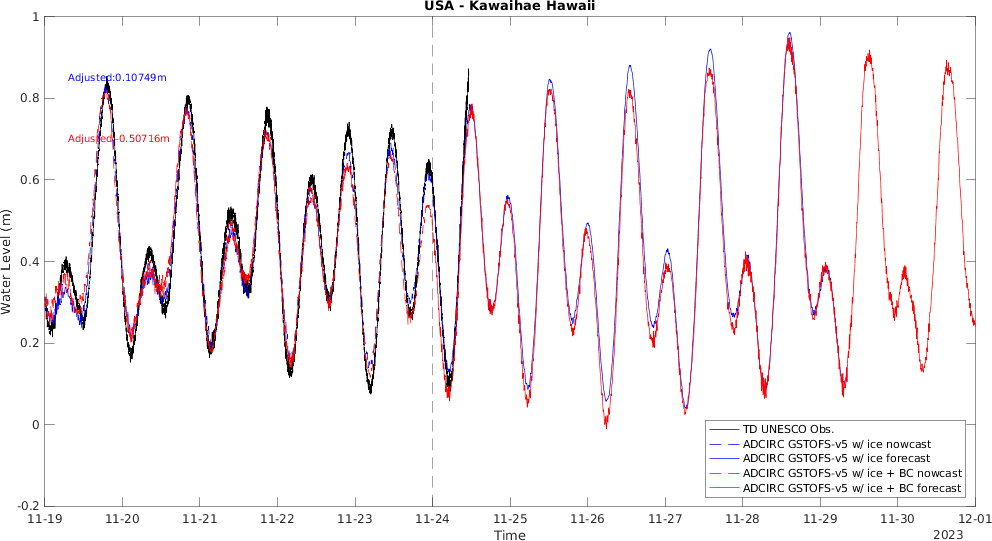 USA - Kawaihae Hawaii
1
0.8
0.6
0.4
0.2
0
-0.2
Water Level (m)
Adjusted:0.10749m
Adjusted:-0.50716m
TD UNESCO Obs.
ADCIRC GSTOFS-v5 w/ ice nowcast
ADCIRC GSTOFS-v5 w/ ice forecast
ADCIRC GSTOFS-v5 w/ ice + BC nowcast
ADCIRC GSTOFS-v5 w/ ice + BC forecast
11-19 11-20 11-21 11-22 11-23 11-24 11-25 11-26 11-27 11-28 11-29 11-30 12-01
Time
2023